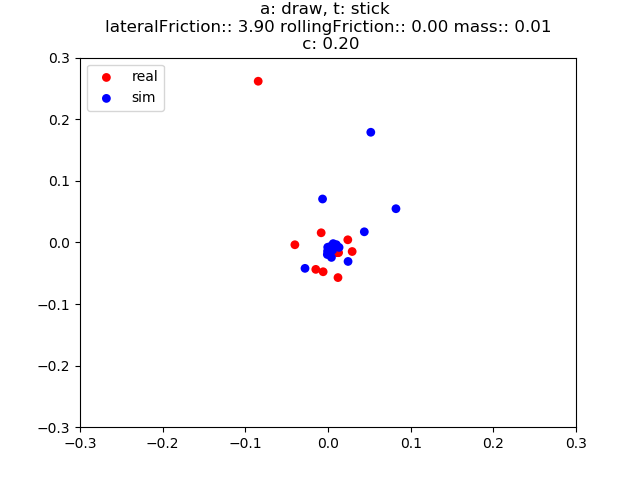 a: draw, t: stick
lateralFriction:: 3.90 rollingFriction:: 0.00 mass:: 0.01
c: 0.20
real
sim
0.3
0.2
0.1
0.0
−0.1
−0.2
−0.3
−0.3
−0.2
−0.1
0.0
0.1
0.2
0.3